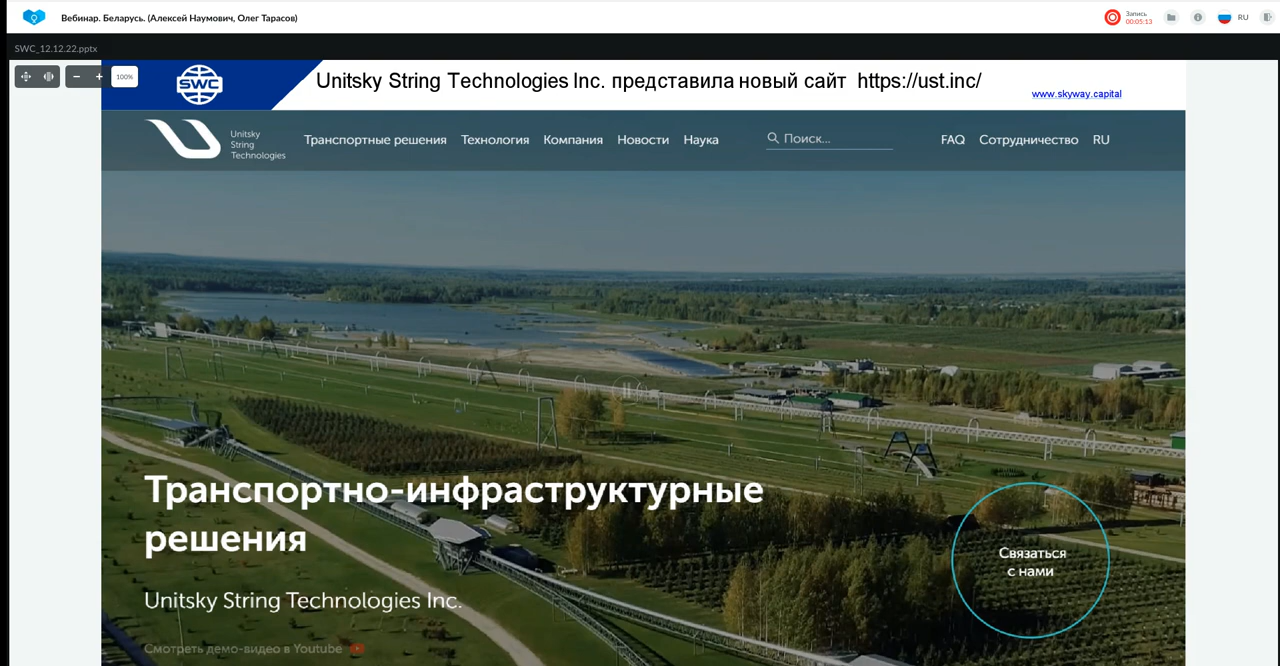 Вебинар. Беларусь. (Алексей Наумович, Олег Тарасов)
Запись
00:05:13
RU
SWC_12.12.22.pptx
100%
SWC
Unitsky String Technologies Inc. представила новый сайт https://ust.inc/
www.skyway.capital
Unitsky
String
Technologies
Транспортные решения Технология Компания Новости Наука Поиск... FAQ Сотрудничество RU
Транспортно-инфраструктурные
решения
Связаться
с нами
Unitsky String Technologies Inc.
Смотреть демо-видео в Youtube